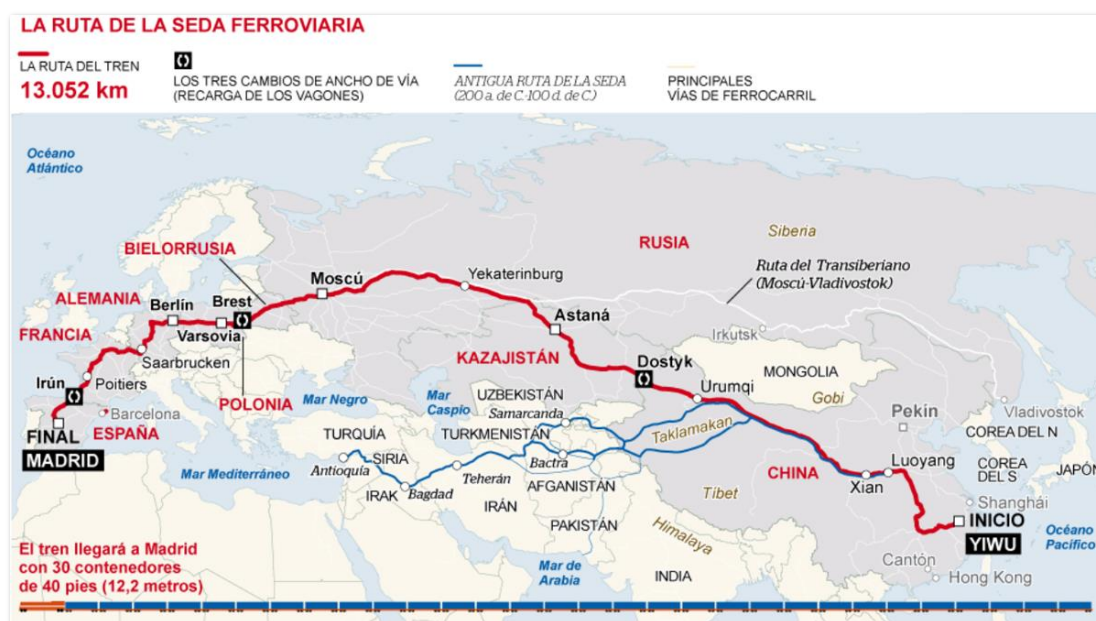 LA RUTA DE LA SEDA FERROVIARIA
LA RUTA DEL TREN
13.052 km
LOS TRES CAMBIOS DE ANCHO DE VÍA
(RECARGA DE LOS VAGONES)
ANTIGUA RUTA DE LA SEDA
(200 a. de C.-100 d. de C.)
PRINCIPALES
VÍAS DE FERROCARRIL
Océano
Atlántico
BIELORRUSIA
RUSIA
Siberia
Moscú
Yekaterinburg
Ruta del Transiberiano
(Moscú-Vladivostok)
ALEMANIA
Berlín
Brest
Astaná
Irkutsk
FRANCIA
Varsovia
Saarbrucken
KAZAJISTÁN
Dostyk
MONGOLIA
Irún
Poitiers
Urumqi
Gobi
Barcelona
POLONIA
Mar Negro
Mar
Caspio
UZBEKISTÁN
Samarcanda
Pekín
Vladivostok
ESPAÑA
FINAL
MADRID
TURQUÍA
TURKMENISTÁN
Taklamakan
COREA DEL N
Mar Mediterráneo
Antioquía
SIRIA
Teherán
Bactra
CHINA
Luoyang
COREA
DEL S
JAPÓN
IRAK
Bagdad
IRÁN
AFGANISTÁN
Tibet
Xian
Shanghái
PAKISTÁN
Himalaya
INICIO
YIWU
Océano
Pacífico
El tren llegará a Madrid
con 30 contenedores
de 40 pies (12,2 metros)
Mar de
Arabia
INDIA
Cantón
Hong Kong